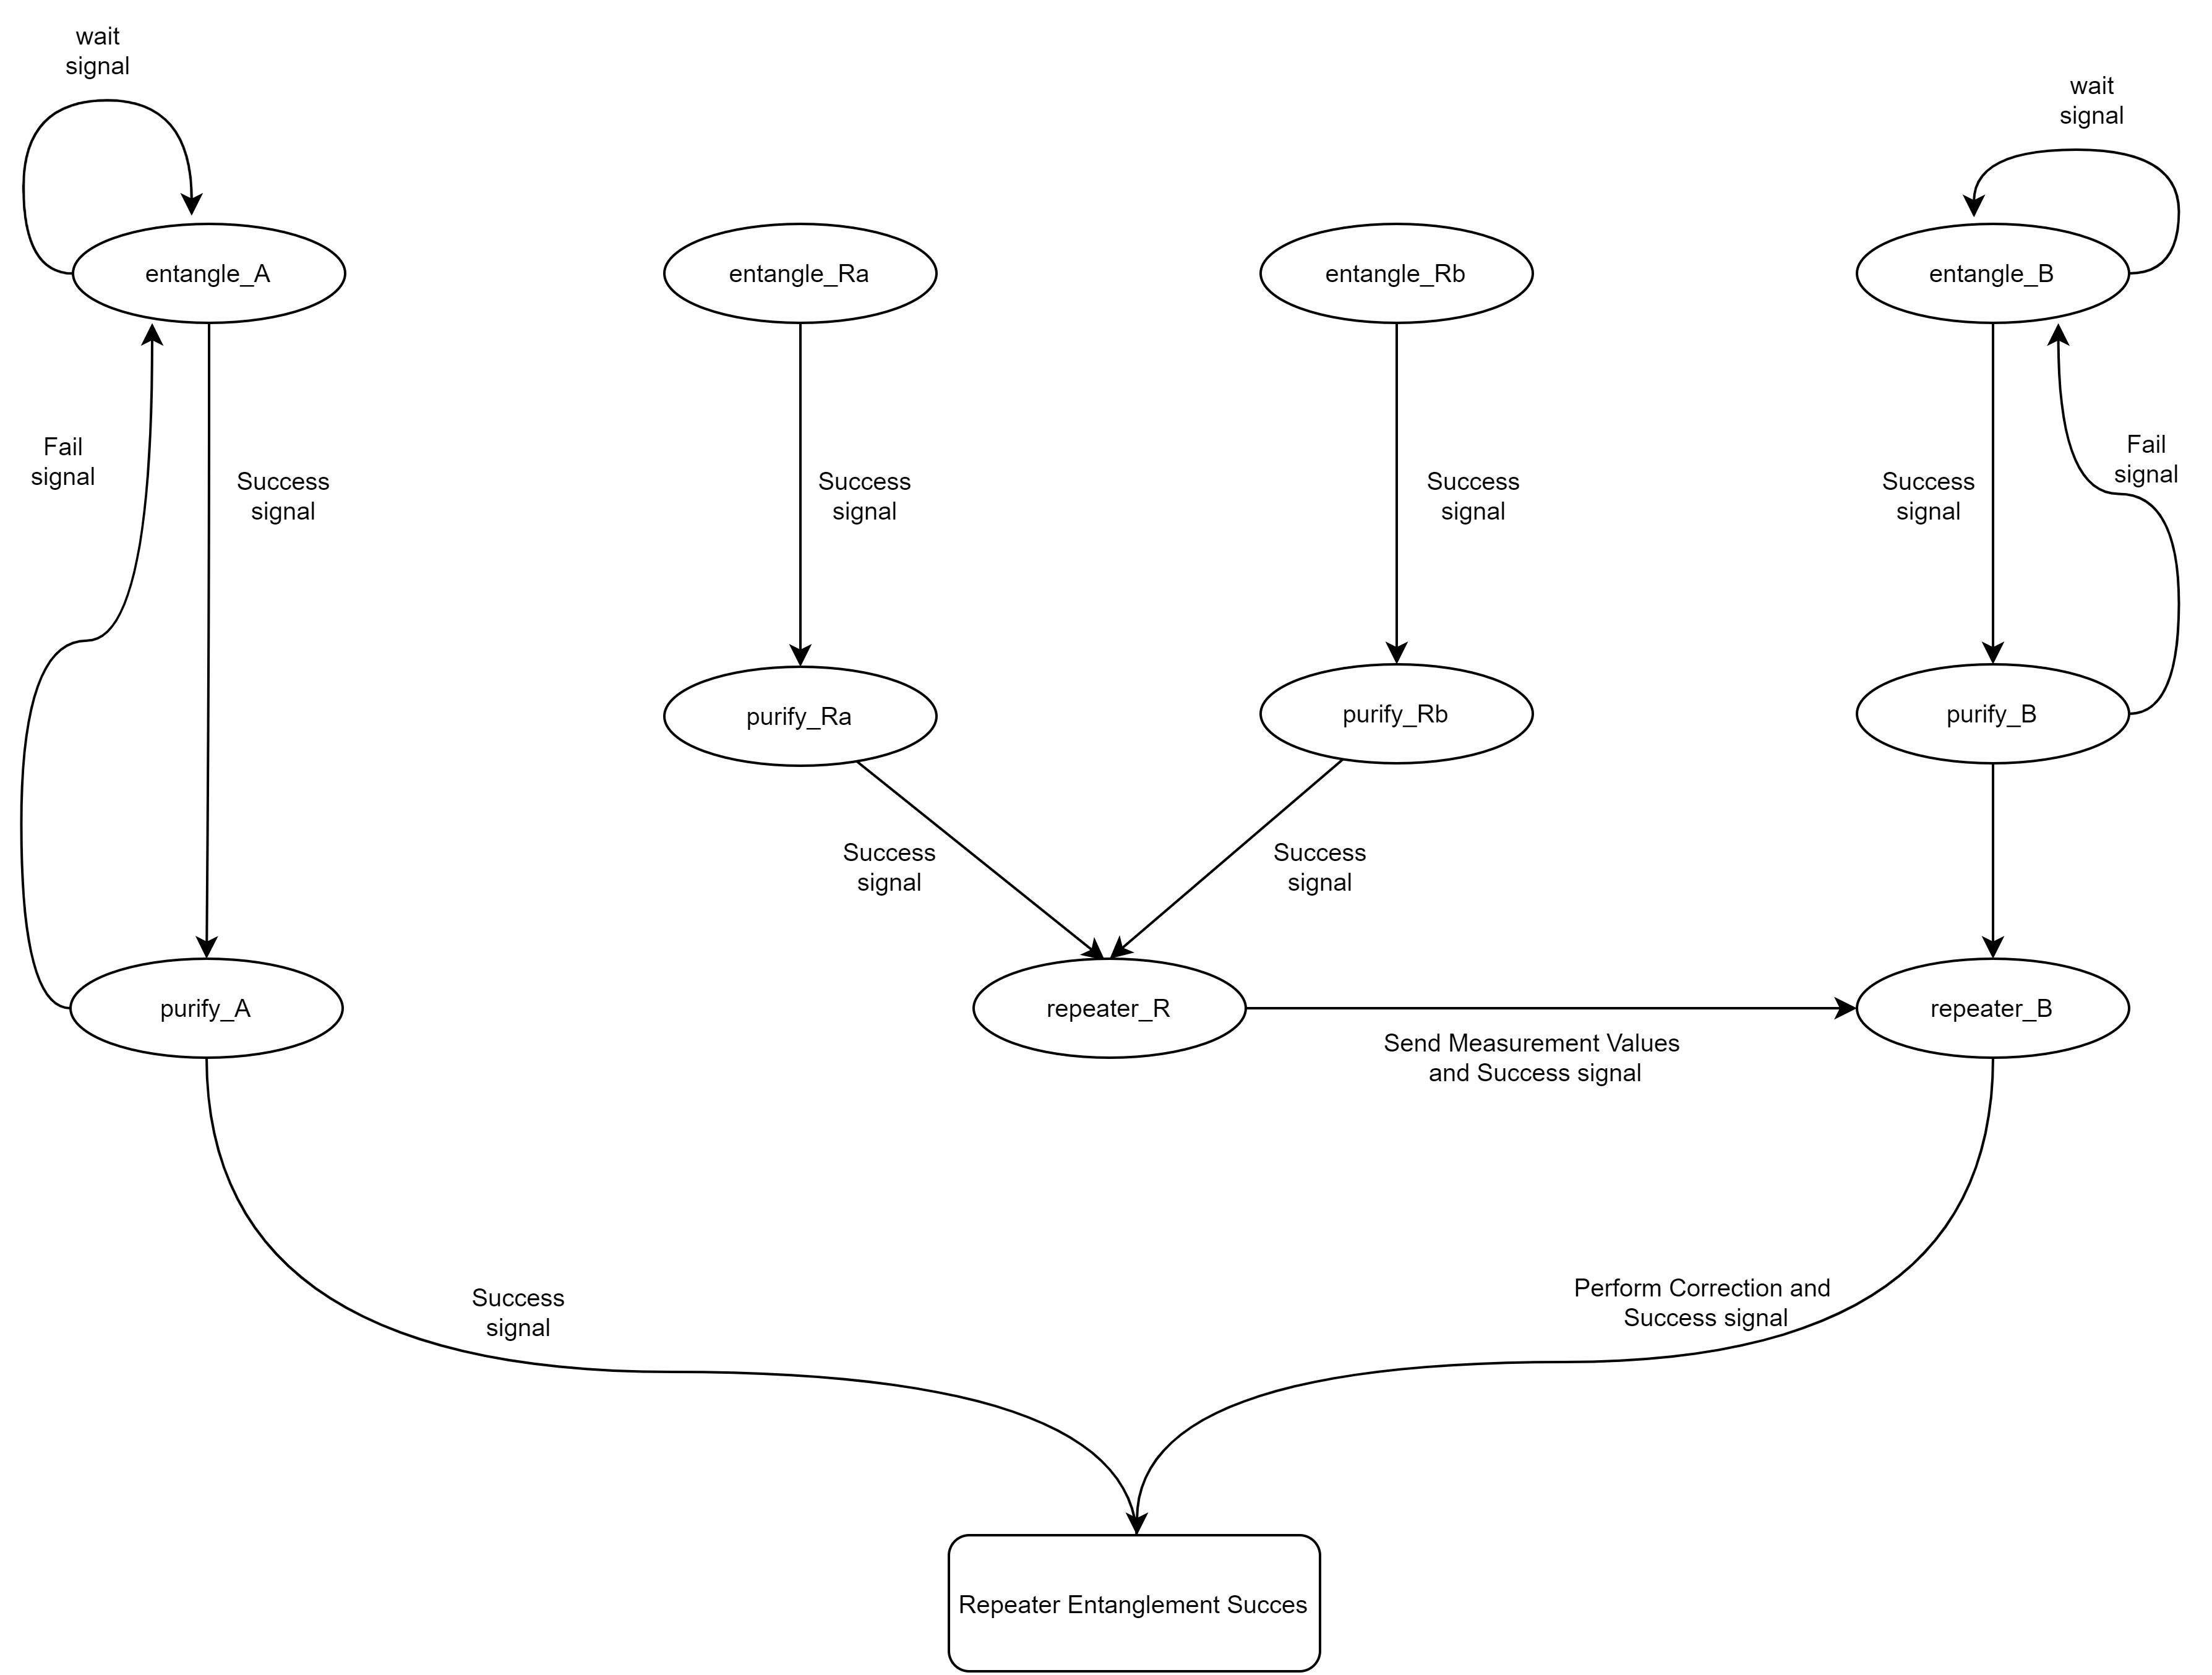 wait
signal
wait
signal
entangle_A
entangle_Ra
entangle_Rb
entangle_B
Fail
signal
Success
signal
Success
signal
Success
signal
Success
signal
Fail
signal
purify_Ra
purify_Rb
purify_B
Success
signal
Success
signal
purify_A
repeater_R
repeater_B
Send Measurement Values
and Success signal
Success
signal
Perform Correction and
Success signal
Repeater Entanglement Succes